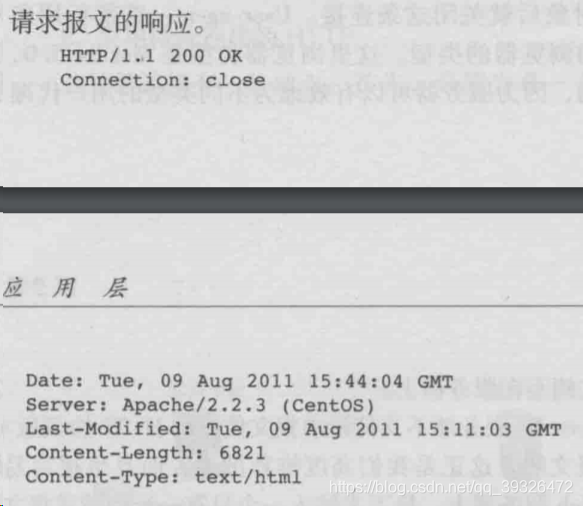 请求报文的响应。
HTTP/1.1 200 OK
Connection: close
应 用 层
Date: Tue, 09 Aug 2011 15:44:04 GMT
Server: Apache/2.2.3 (CentOS)
Last-Modified: Tue, 09 Aug 2011 15:11:03 GMT
Content-Length: 6821
Content-Type: text/html
https://blog.csdn.net/qq_39326472